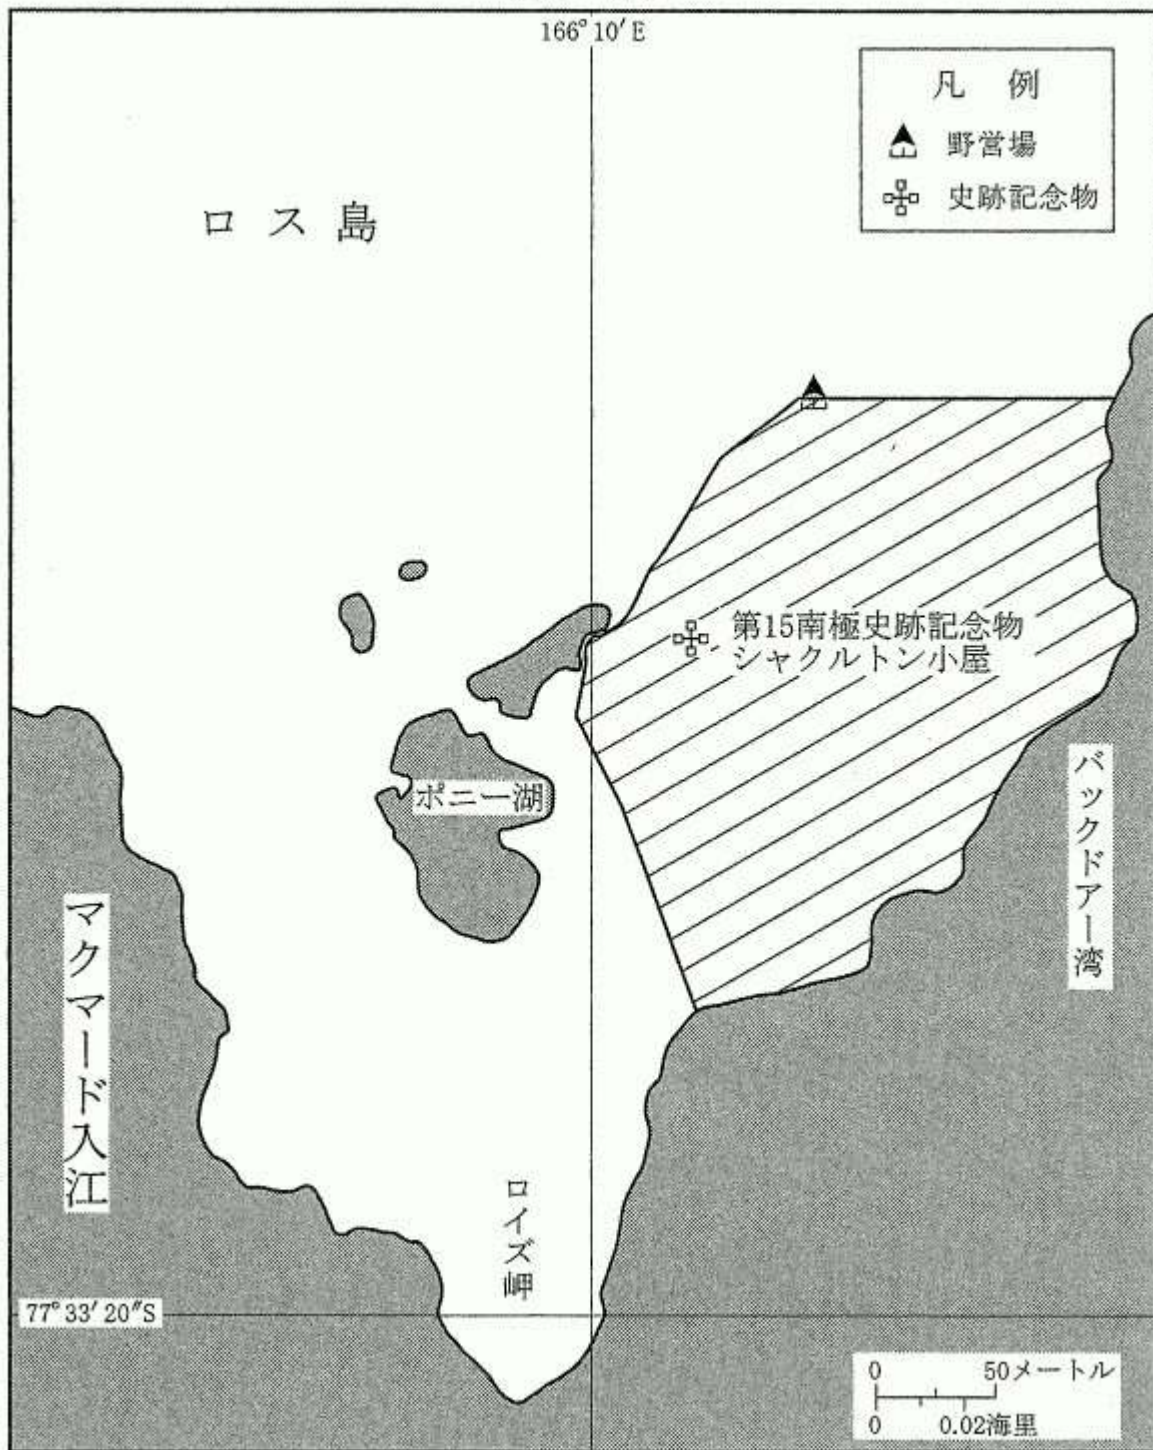 166°10′E
凡 例
野営場
史跡記念物
ロス島
第15南極史跡記念物
シャクルトン小屋
ポニー湖
バックドアー湾
マクマード入江
ロイズ岬
77°33′20″S
0 50メートル
0 0.02海里